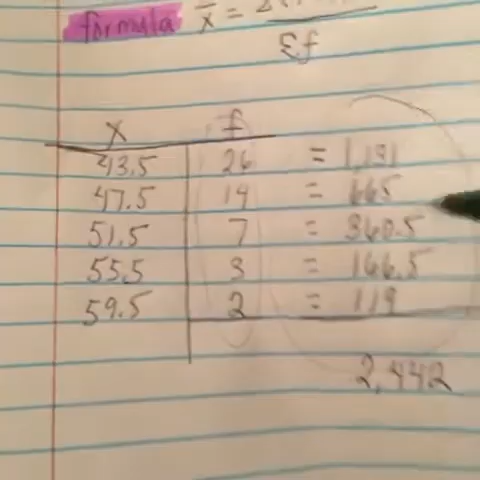 formula x̄ =
Σf
x f
43.5 26 = 1,131
47.5 14 = 665
51.5 7 = 360.5
55.5 3 = 166.5
59.5 2 = 119
2,442